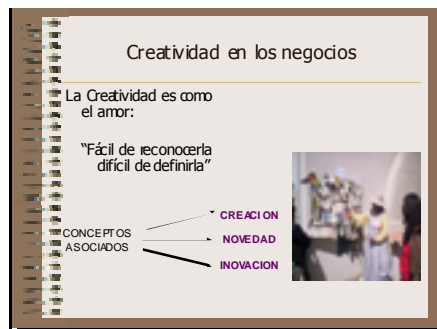 Creatividad en los negocios
La Creatividad es como
el amor:
“Fácil de reconocerla
difícil de definirla”
CREACION
CONCEPTOS
NOVEDAD
ASOCIADOS
INOVACION